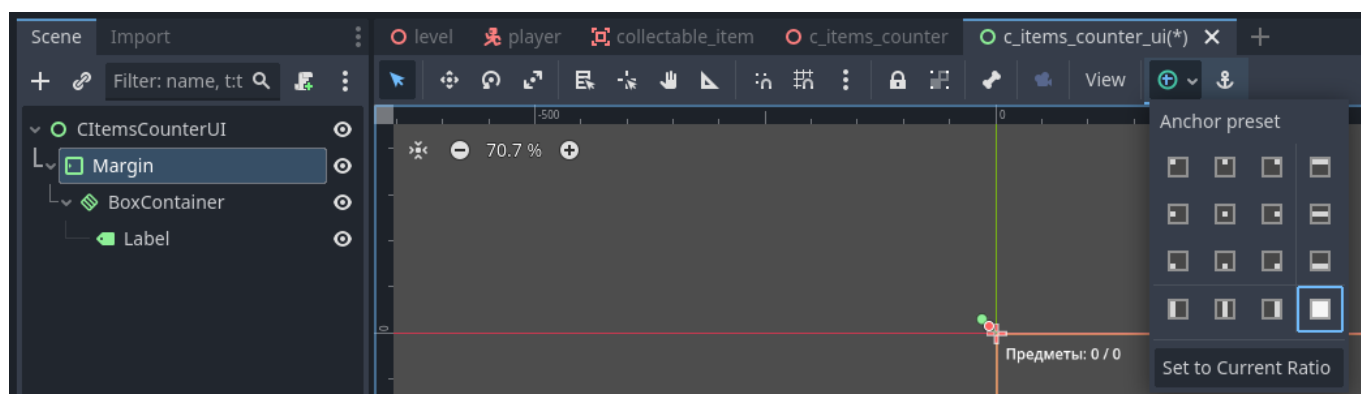 Scene Import
level player collectable_item c_items_counter c_items_counter_ui(*)
Filter: name, t:t
View
-500 0
Anchor preset
CItemsCounterUI
70.7 %
Margin
BoxContainer
Label
0
Предметы: 0 / 0
Set to Current Ratio